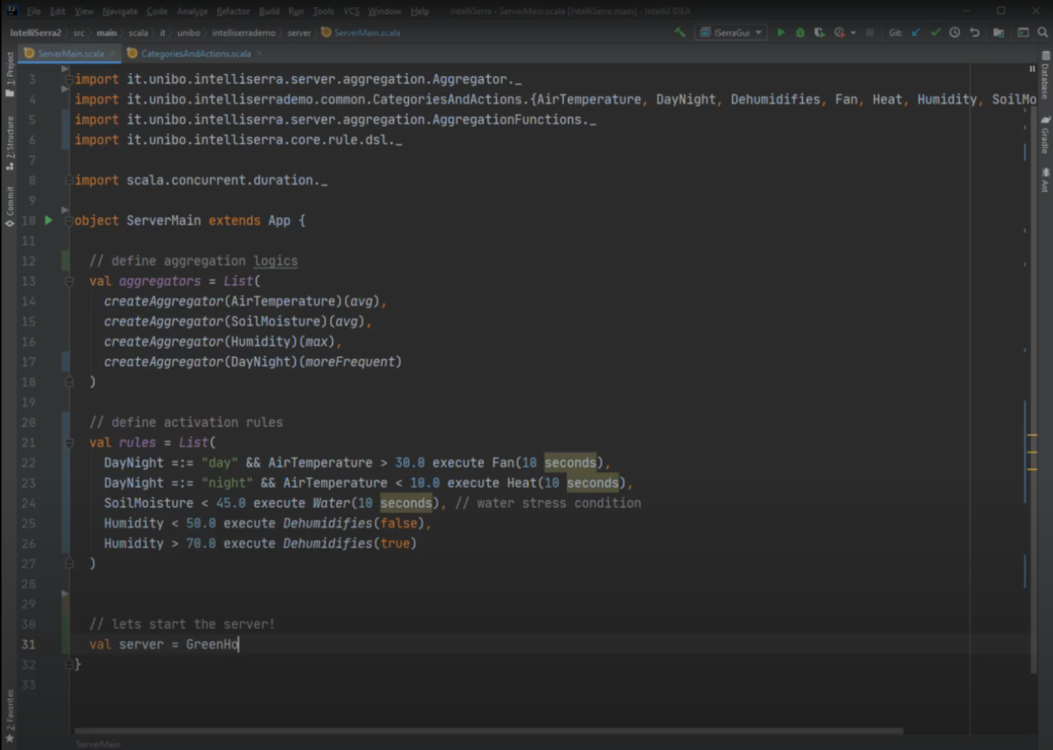 File Edit View Navigate Code Analyze Refactor Build Run Tools VCS Window Help IntelliSerra - ServerMain.scala [IntelliSerra.main] - IntelliJ IDEA
IntelliSerra2 src main scala it unibo intelliserrademo server ServerMain.scala ISerraGui Git:
ServerMain.scala CategoriesAndActions.scala
1: Project
7: Structure
Commit
2: Favorites
Database
Gradle
Ant
3 import it.unibo.intelliserra.server.aggregation.Aggregator._
4 import it.unibo.intelliserrademo.common.CategoriesAndActions.{AirTemperature, DayNight, Dehumidifies, Fan, Heat, Humidity, SoilMo
5 import it.unibo.intelliserra.server.aggregation.AggregationFunctions._
6 import it.unibo.intelliserra.core.rule.dsl._
7
8 import scala.concurrent.duration._
9
10 object ServerMain extends App {
11
12 // define aggregation logics
13 val aggregators = List(
14 createAggregator(AirTemperature)(avg),
15 createAggregator(SoilMoisture)(avg),
16 createAggregator(Humidity)(max),
17 createAggregator(DayNight)(moreFrequent)
18 )
19
20 // define activation rules
21 val rules = List(
22 DayNight =:= "day" && AirTemperature > 30.0 execute Fan(10 seconds),
23 DayNight =:= "night" && AirTemperature < 10.0 execute Heat(10 seconds),
24 SoilMoisture < 45.0 execute Water(10 seconds), // water stress condition
25 Humidity < 50.0 execute Dehumidifies(false),
26 Humidity > 70.0 execute Dehumidifies(true)
27 )
28
29
30 // lets start the server!
31 val server = GreenHo
32 }
33
ServerMain